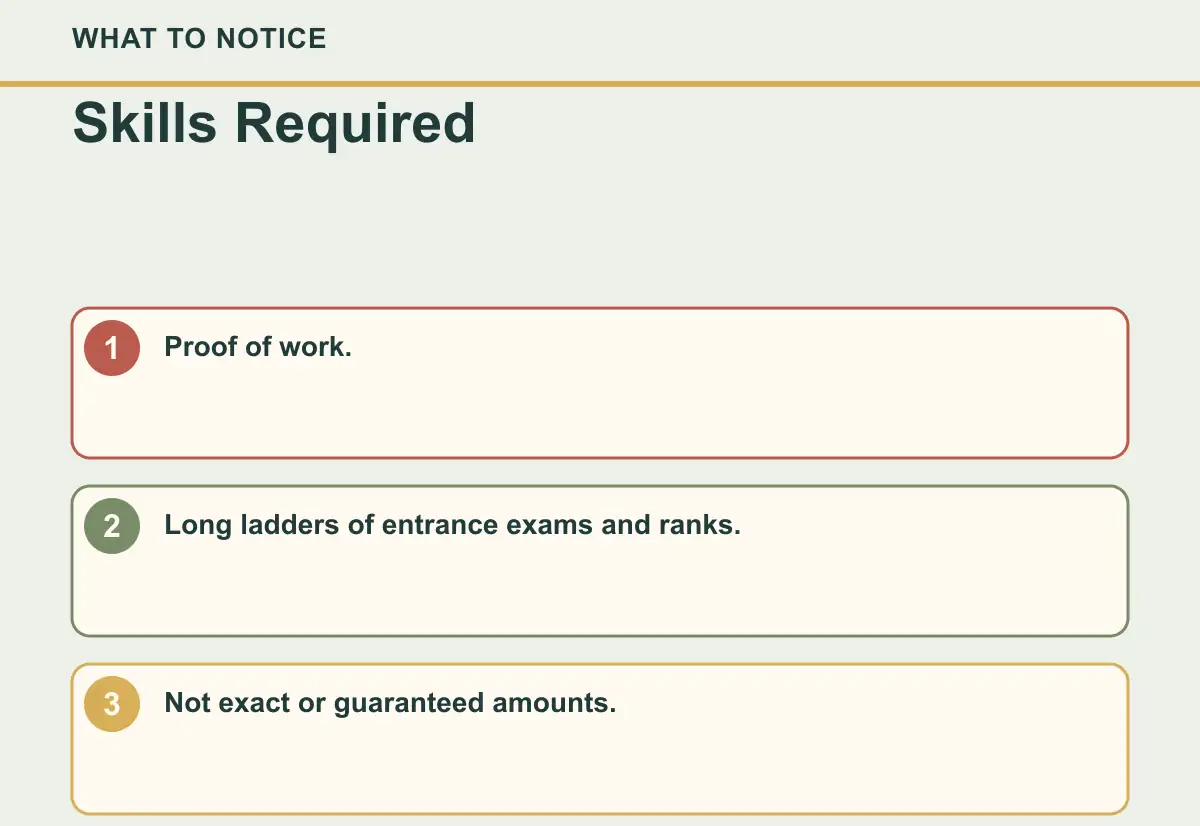 WHAT TO NOTICE
Skills Required
1 Proof of work.
2 Long ladders of entrance exams and ranks.
3 Not exact or guaranteed amounts.